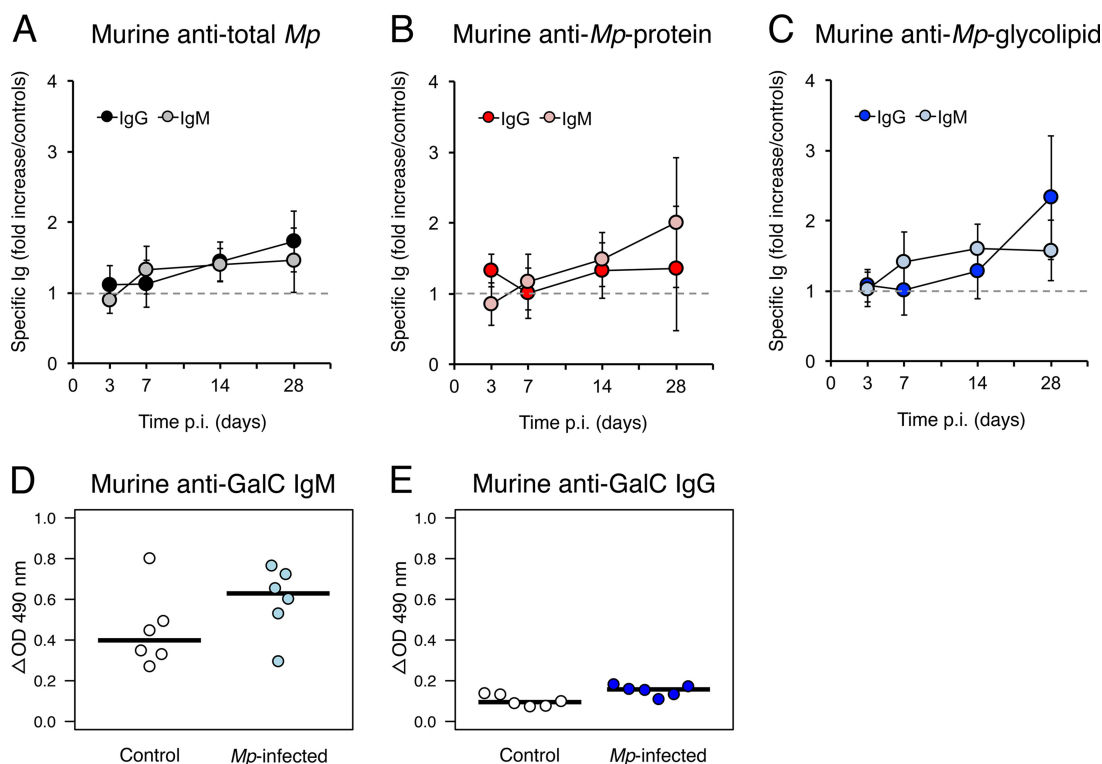 A Murine anti-total Mp
Specific Ig (fold increase/controls)
4
3
2
1
0
IgG IgM
0 3 7 14 28
Time p.i. (days)
B Murine anti-Mp-protein
Specific Ig (fold increase/controls)
4
3
2
1
0
IgG IgM
0 3 7 14 28
Time p.i. (days)
C Murine anti-Mp-glycolipid
Specific Ig (fold increase/controls)
4
3
2
1
0
IgG IgM
0 3 7 14 28
Time p.i. (days)
D Murine anti-GalC IgM
△OD 490 nm
1.0
0.8
0.6
0.4
0.2
0.0
Control Mp-infected
E Murine anti-GalC IgG
△OD 490 nm
1.0
0.8
0.6
0.4
0.2
0.0
Control Mp-infected